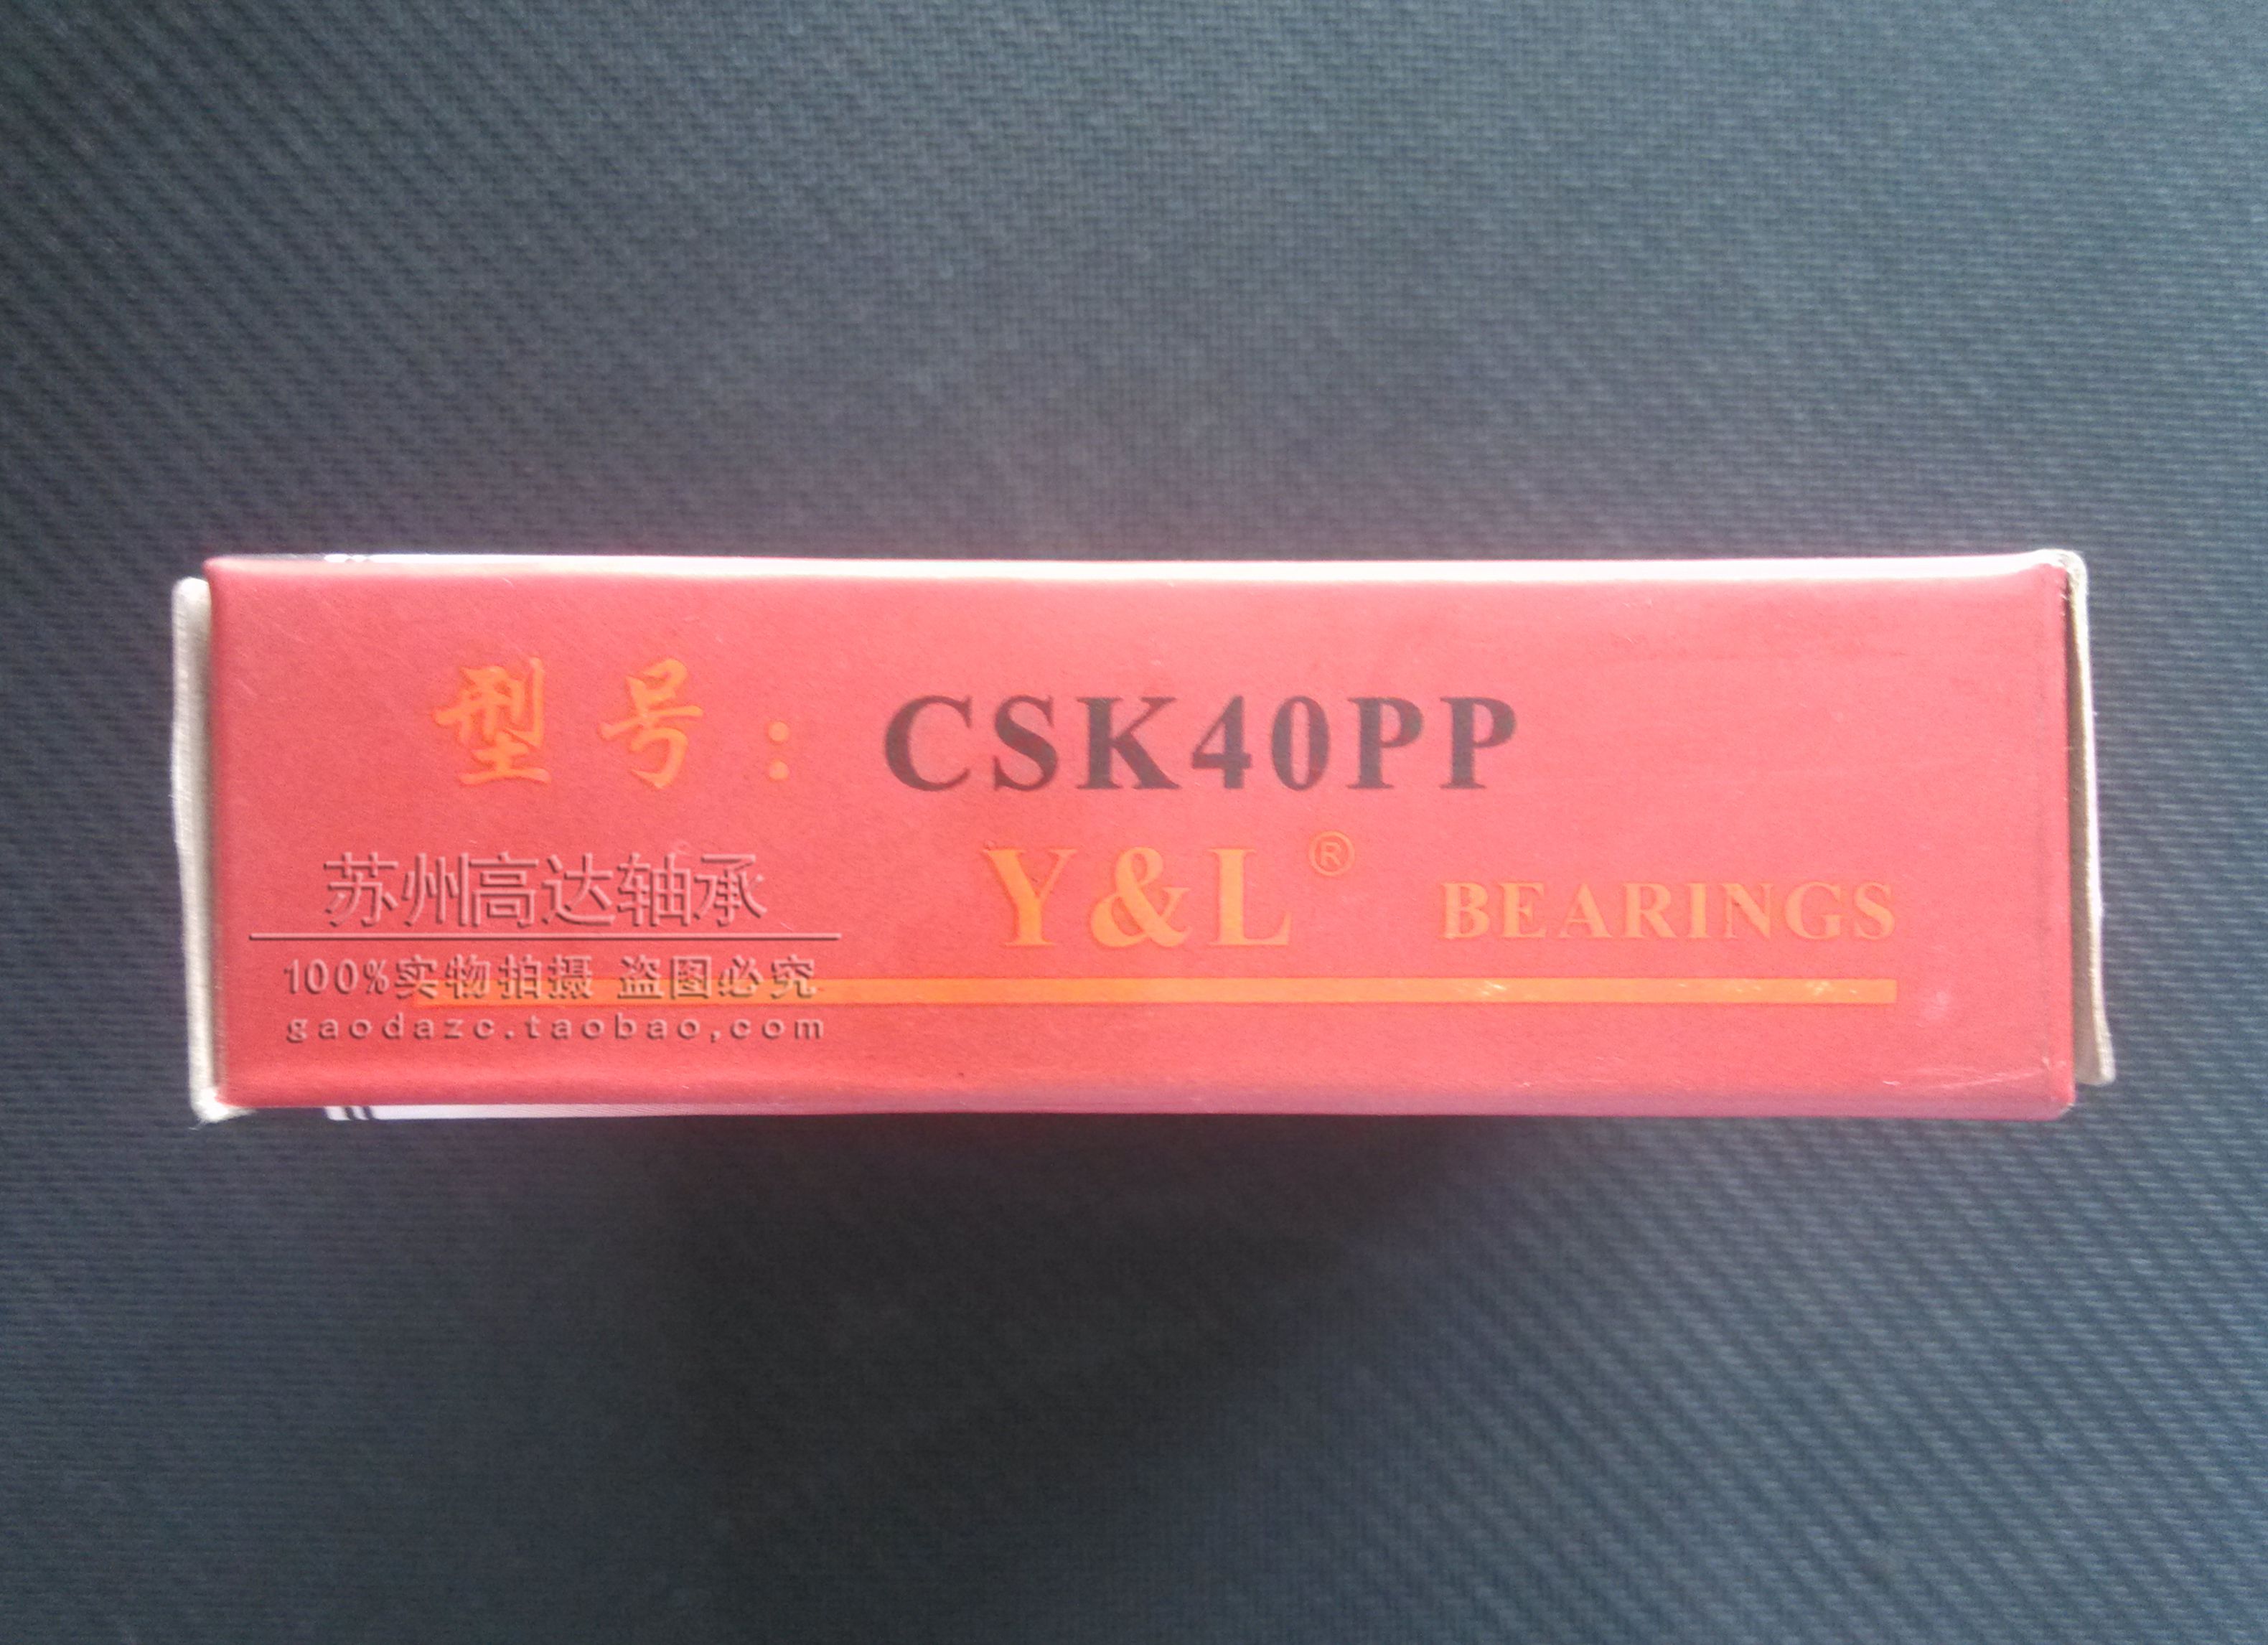 型号：CSK40PP
Y&L® BEARINGS
苏州高达轴承
100%实物拍摄 盗图必究
gaodazc.taobao,com